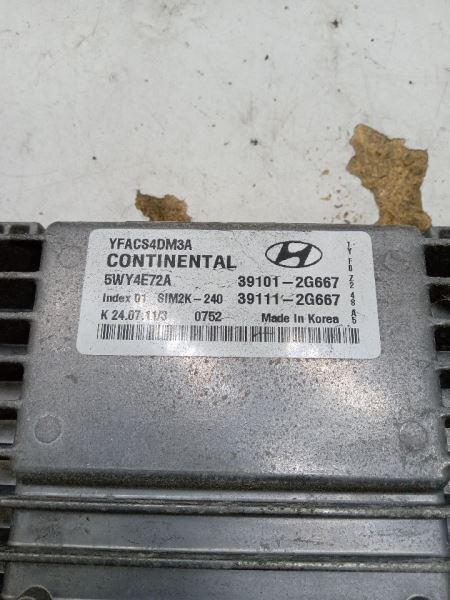 YFACS4DM3A
CONTINENTAL
5WY4E72A 39101-2G667
Index 01 SIM2K-240 39111-2G667
K 24.07.11/3 0752 Made in Korea